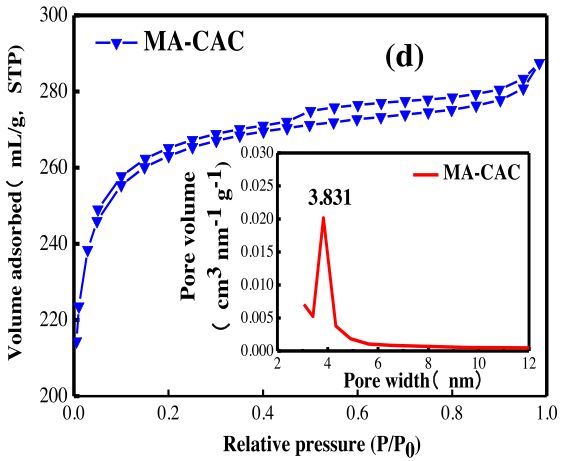 300
MA-CAC
(d)
280
260
240
220
200
Volume adsorbed( mL/g, STP)
0.0 0.2 0.4 0.6 0.8 1.0
Relative pressure (P/P0)
0.030
MA-CAC
0.025
3.831
0.020
0.015
0.010
0.005
0.000
Pore volume
( cm3 nm-1 g-1)
2 4 6 8 10 12
Pore width( nm)